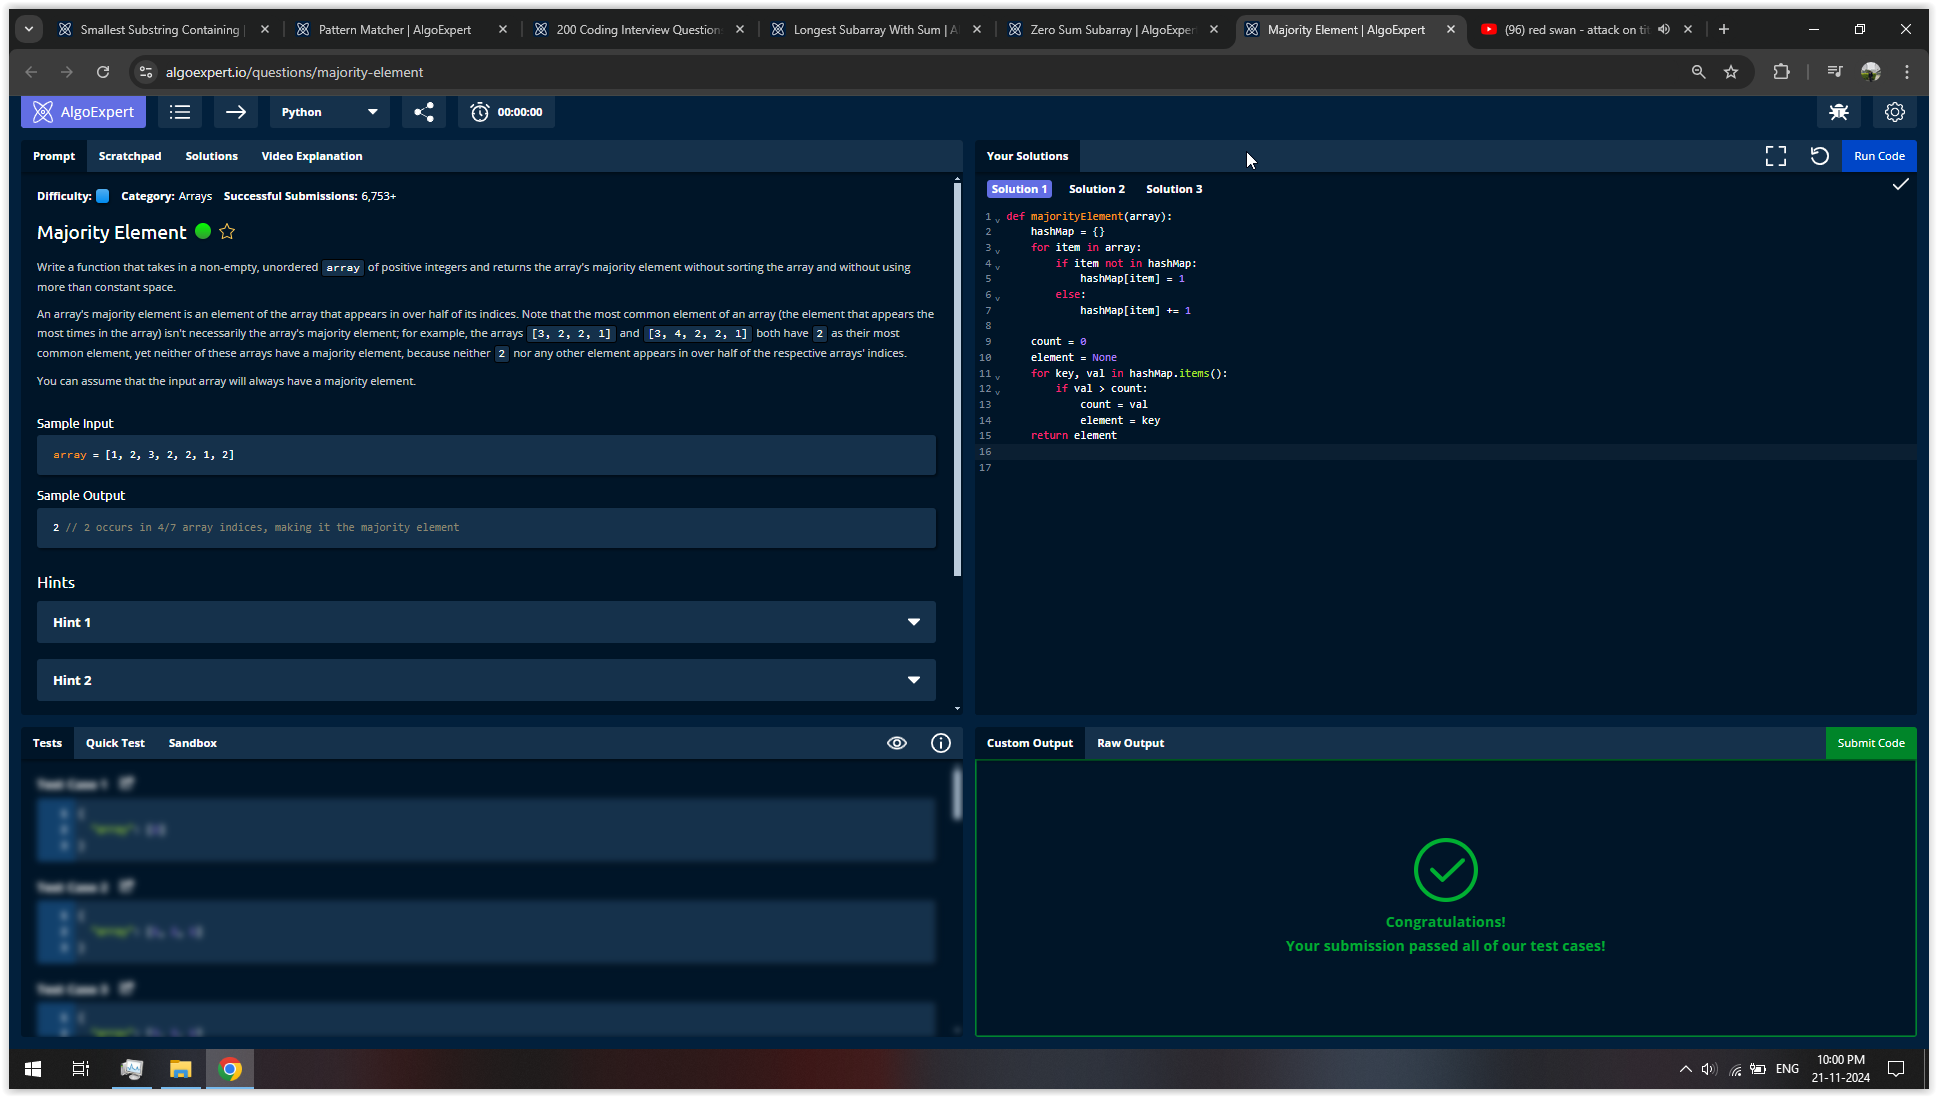 Smallest Substring Containing
Pattern Matcher | AlgoExpert
200 Coding Interview Question
Longest Subarray With Sum | A
Zero Sum Subarray | AlgoExper
Majority Element | AlgoExpert
(96) red swan - attack on tit
algoexpert.io/questions/majority-element
AlgoExpert
Python
00:00:00
Prompt Scratchpad Solutions Video Explanation
Difficulty: Category: Arrays Successful Submissions: 6,753+
Majority Element
Write a function that takes in a non-empty, unordered array of positive integers and returns the array's majority element without sorting the array and without using
more than constant space.
An array's majority element is an element of the array that appears in over half of its indices. Note that the most common element of an array (the element that appears the
most times in the array) isn't necessarily the array's majority element; for example, the arrays [3, 2, 2, 1] and [3, 4, 2, 2, 1] both have 2 as their most
common element, yet neither of these arrays have a majority element, because neither 2 nor any other element appears in over half of the respective arrays' indices.
You can assume that the input array will always have a majority element.
Sample Input
array = [1, 2, 3, 2, 2, 1, 2]
Sample Output
2 // 2 occurs in 4/7 array indices, making it the majority element
Hints
Hint 1
Hint 2
Your Solutions
Run Code
Solution 1 Solution 2 Solution 3
1 def majorityElement(array):
2     hashMap = {}
3     for item in array:
4         if item not in hashMap:
5             hashMap[item] = 1
6         else:
7             hashMap[item] += 1
8
9     count = 0
10     element = None
11     for key, val in hashMap.items():
12         if val > count:
13             count = val
14             element = key
15     return element
16
17
Tests Quick Test Sandbox
Test Case 1
Test Case 2
Test Case 3
Custom Output Raw Output
Submit Code
Congratulations!
Your submission passed all of our test cases!
ENG
10:00 PM
21-11-2024